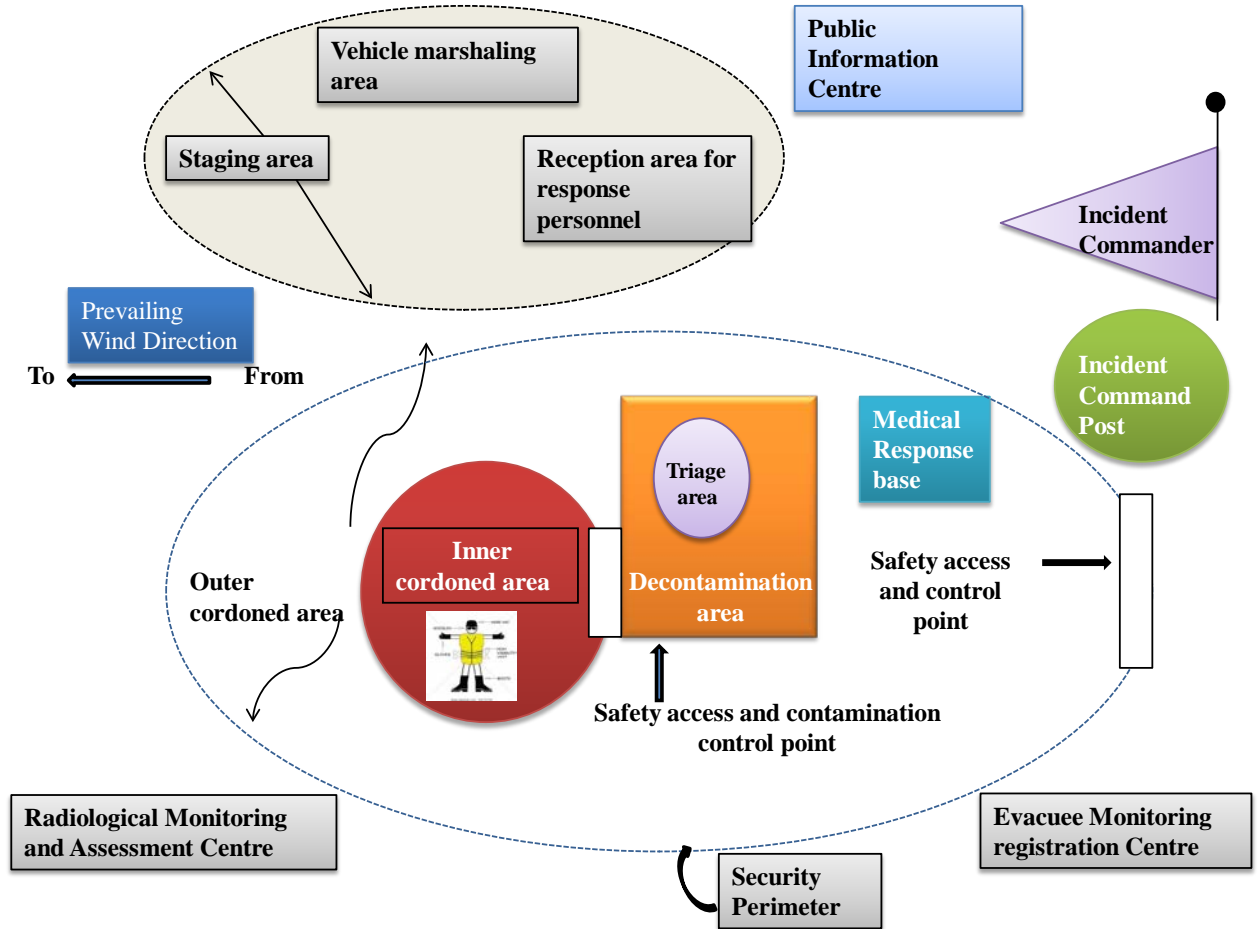 Vehicle marshaling
area
Public
Information
Centre
Staging area
Reception area for
response
personnel
Incident
Commander
Prevailing
Wind Direction
To
From
Incident
Command
Post
Medical
Response
base
Triage
area
Inner
cordoned area
Decontamination
area
Safety access
and control
point
Outer
cordoned area
Safety access and contamination
control point
Radiological Monitoring
and Assessment Centre
Evacuee Monitoring
registration Centre
Security
Perimeter